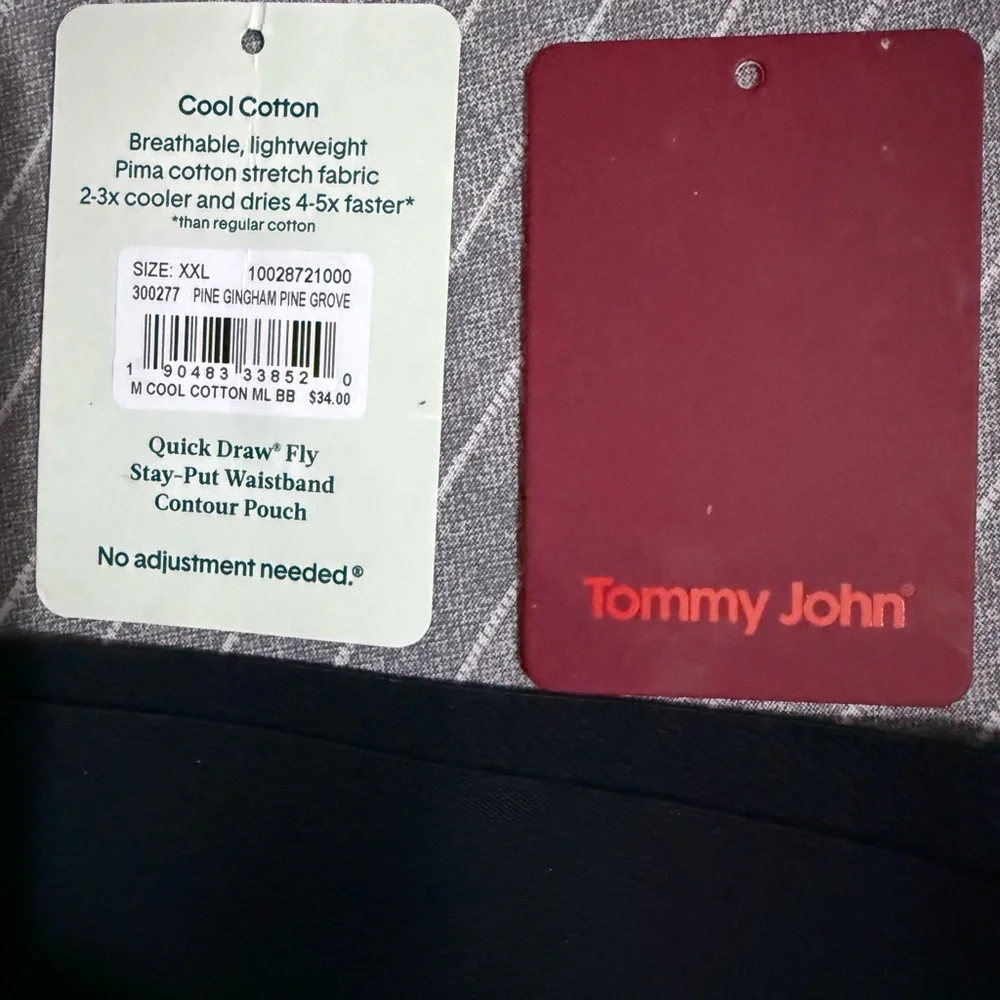 Cool Cotton
Breathable, lightweight
Pima cotton stretch fabric
2-3x cooler and dries 4-5x faster*
*than regular cotton
SIZE: XXL 10028721000
300277 PINE GINGHAM PINE GROVE
1 90483 33852 0
M COOL COTTON ML BB $34.00
Quick Draw® Fly
Stay-Put Waistband
Contour Pouch
No adjustment needed.®
Tommy John®